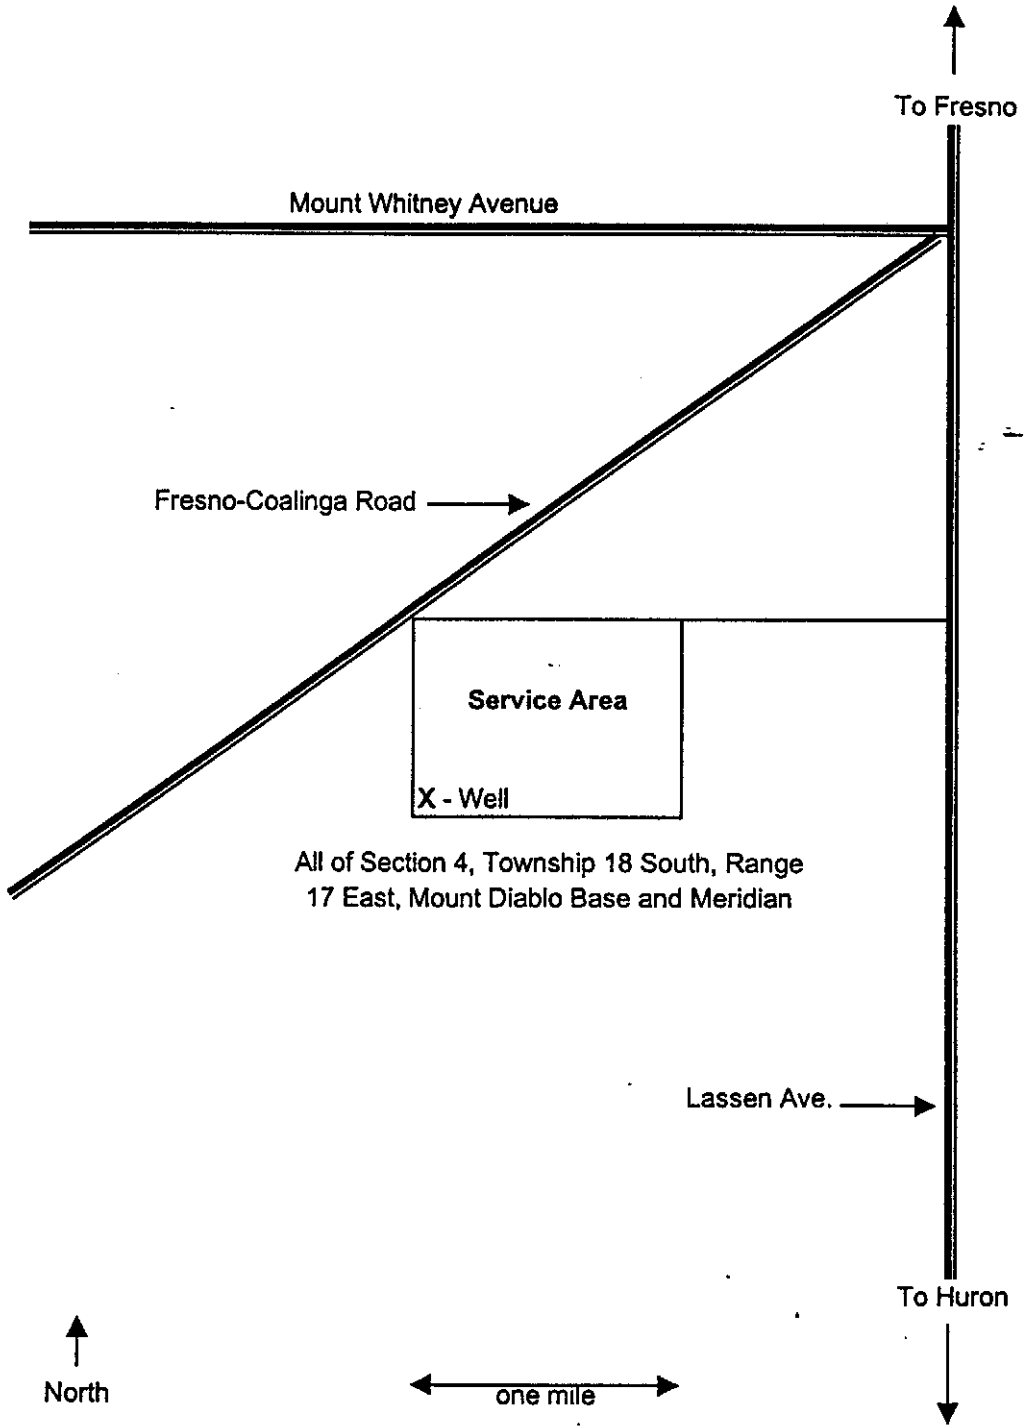 To Fresno
Mount Whitney Avenue
Fresno-Coalinga Road
Service Area
X - Well
All of Section 4, Township 18 South, Range
17 East, Mount Diablo Base and Meridian
Lassen Ave.
To Huron
North
one mile